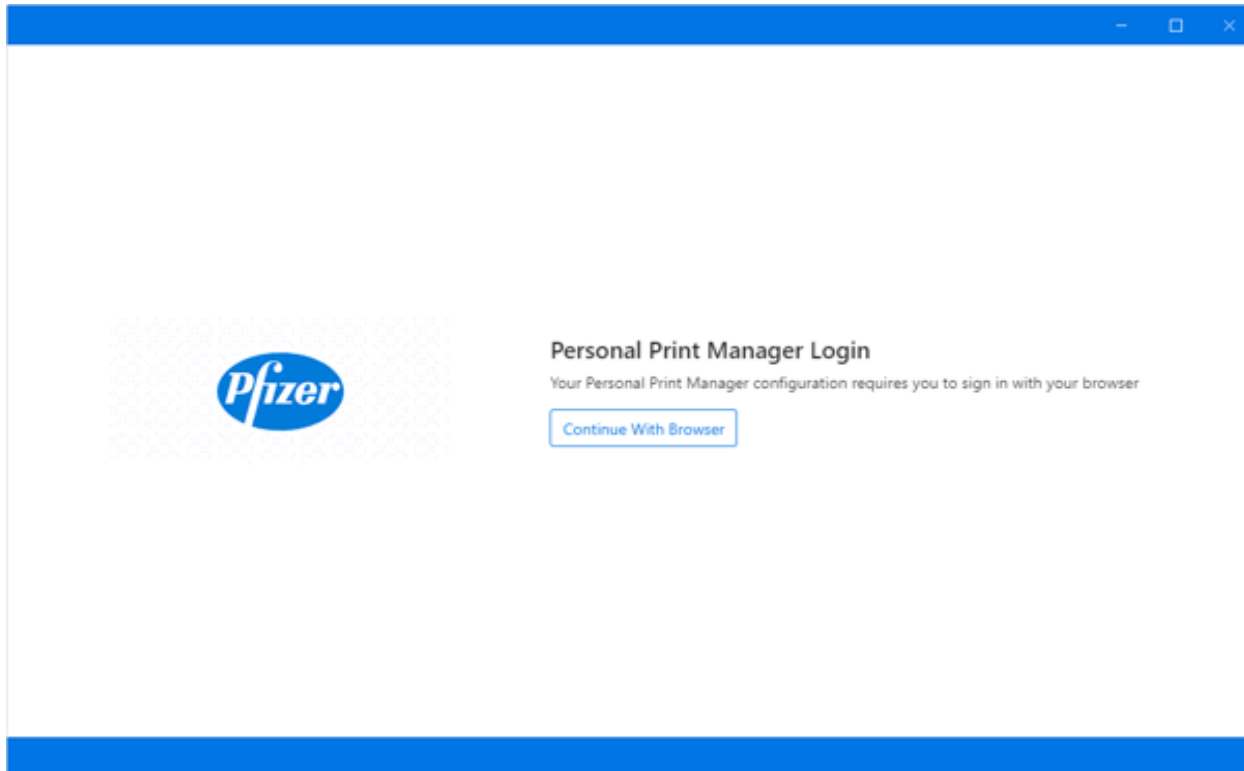 Pfizer
Personal Print Manager Login
Your Personal Print Manager configuration requires you to sign in with your browser
Continue With Browser